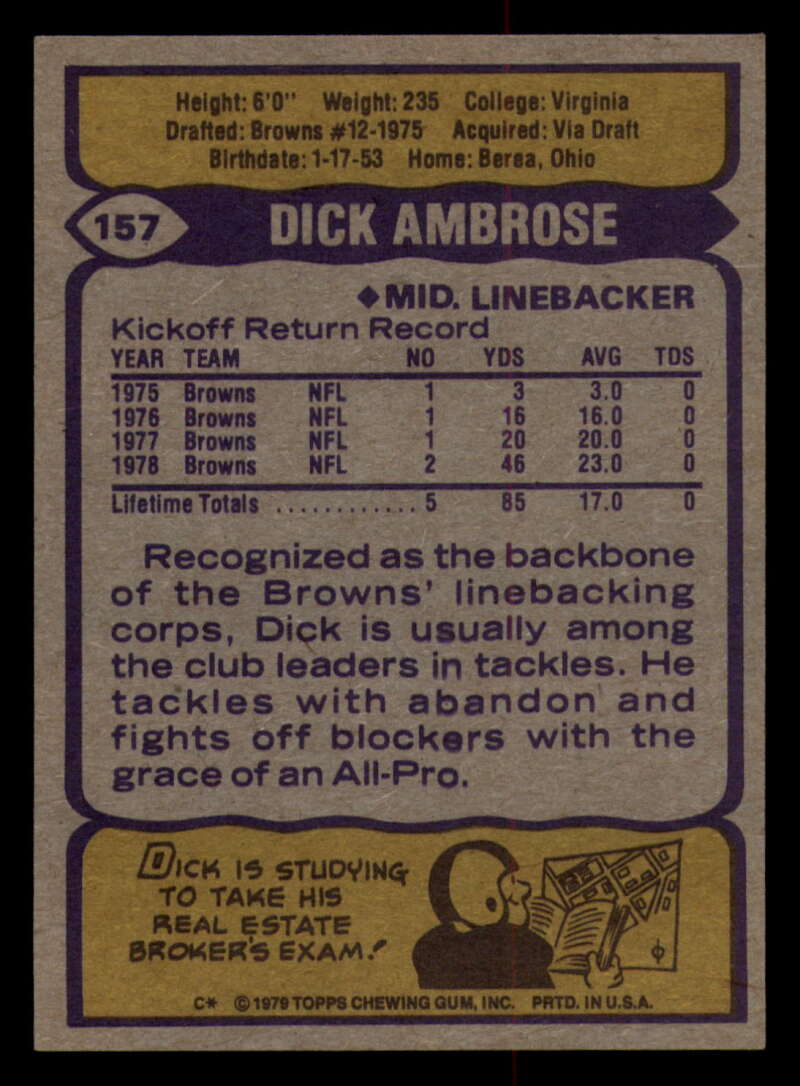 Height: 6'0" Weight: 235 College: Virginia
Drafted: Browns #12-1975 Acquired: Via Draft
Birthdate: 1-17-53 Home: Berea, Ohio
157 DICK AMBROSE
◆MID. LINEBACKER
Kickoff Return Record
YEAR TEAM NO YDS AVG TDS
1975 Browns NFL 1 3 3.0 0
1976 Browns NFL 1 16 16.0 0
1977 Browns NFL 1 20 20.0 0
1978 Browns NFL 2 46 23.0 0
Lifetime Totals ............ 5 85 17.0 0
Recognized as the backbone
of the Browns' linebacking
corps, Dick is usually among
the club leaders in tackles. He
tackles with abandon and
fights off blockers with the
grace of an All-Pro.
DICK IS STUDYING
TO TAKE HIS
REAL ESTATE
BROKER'S EXAM!
C* © 1979 TOPPS CHEWING GUM, INC. PRTD. IN U.S.A.